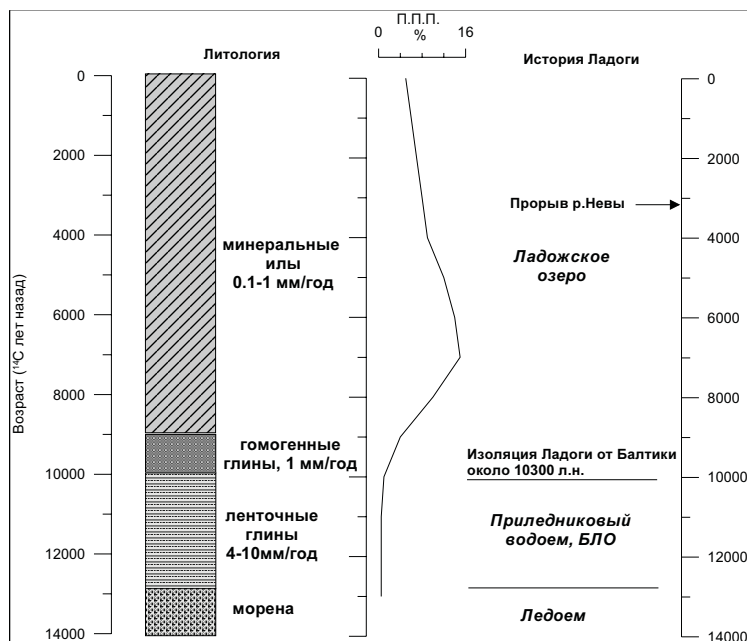 П.П.П.
%
0 16
Литология
История Ладоги
Возраст (¹⁴C лет назад)
0
2000
4000
6000
8000
10000
12000
14000
минеральные
илы
0.1-1 мм/год
гомогенные
глины, 1 мм/год
ленточные
глины
4-10мм/год
морена
Прорыв р.Невы
Ладожское
озеро
Изоляция Ладоги от Балтики
около 10300 л.н.
Приледниковый
водоем, БЛО
Ледоем
0
2000
4000
6000
8000
10000
12000
14000